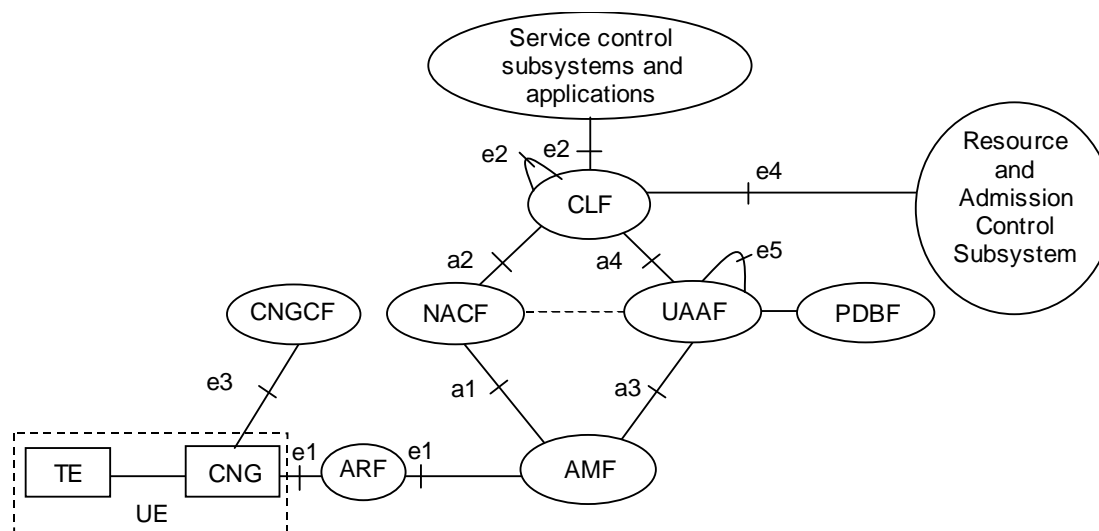 Service control
subsystems and
applications
e2
e2
e4
Resource
and
Admission
Control
Subsystem
CLF
a2
a4
e5
CNGCF
NACF
UAAF
PDBF
e3
a1
a3
TE
CNG
e1
ARF
e1
AMF
UE